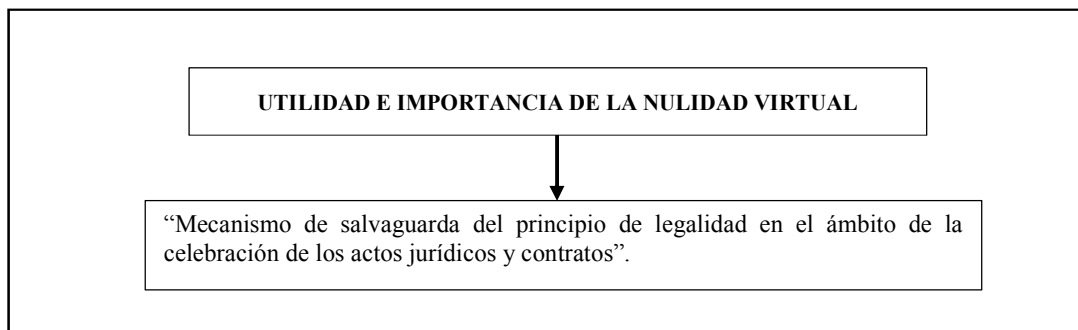 UTILIDAD E IMPORTANCIA DE LA NULIDAD VIRTUAL
“Mecanismo de salvaguarda del principio de legalidad en el ámbito de la
celebración de los actos jurídicos y contratos”.